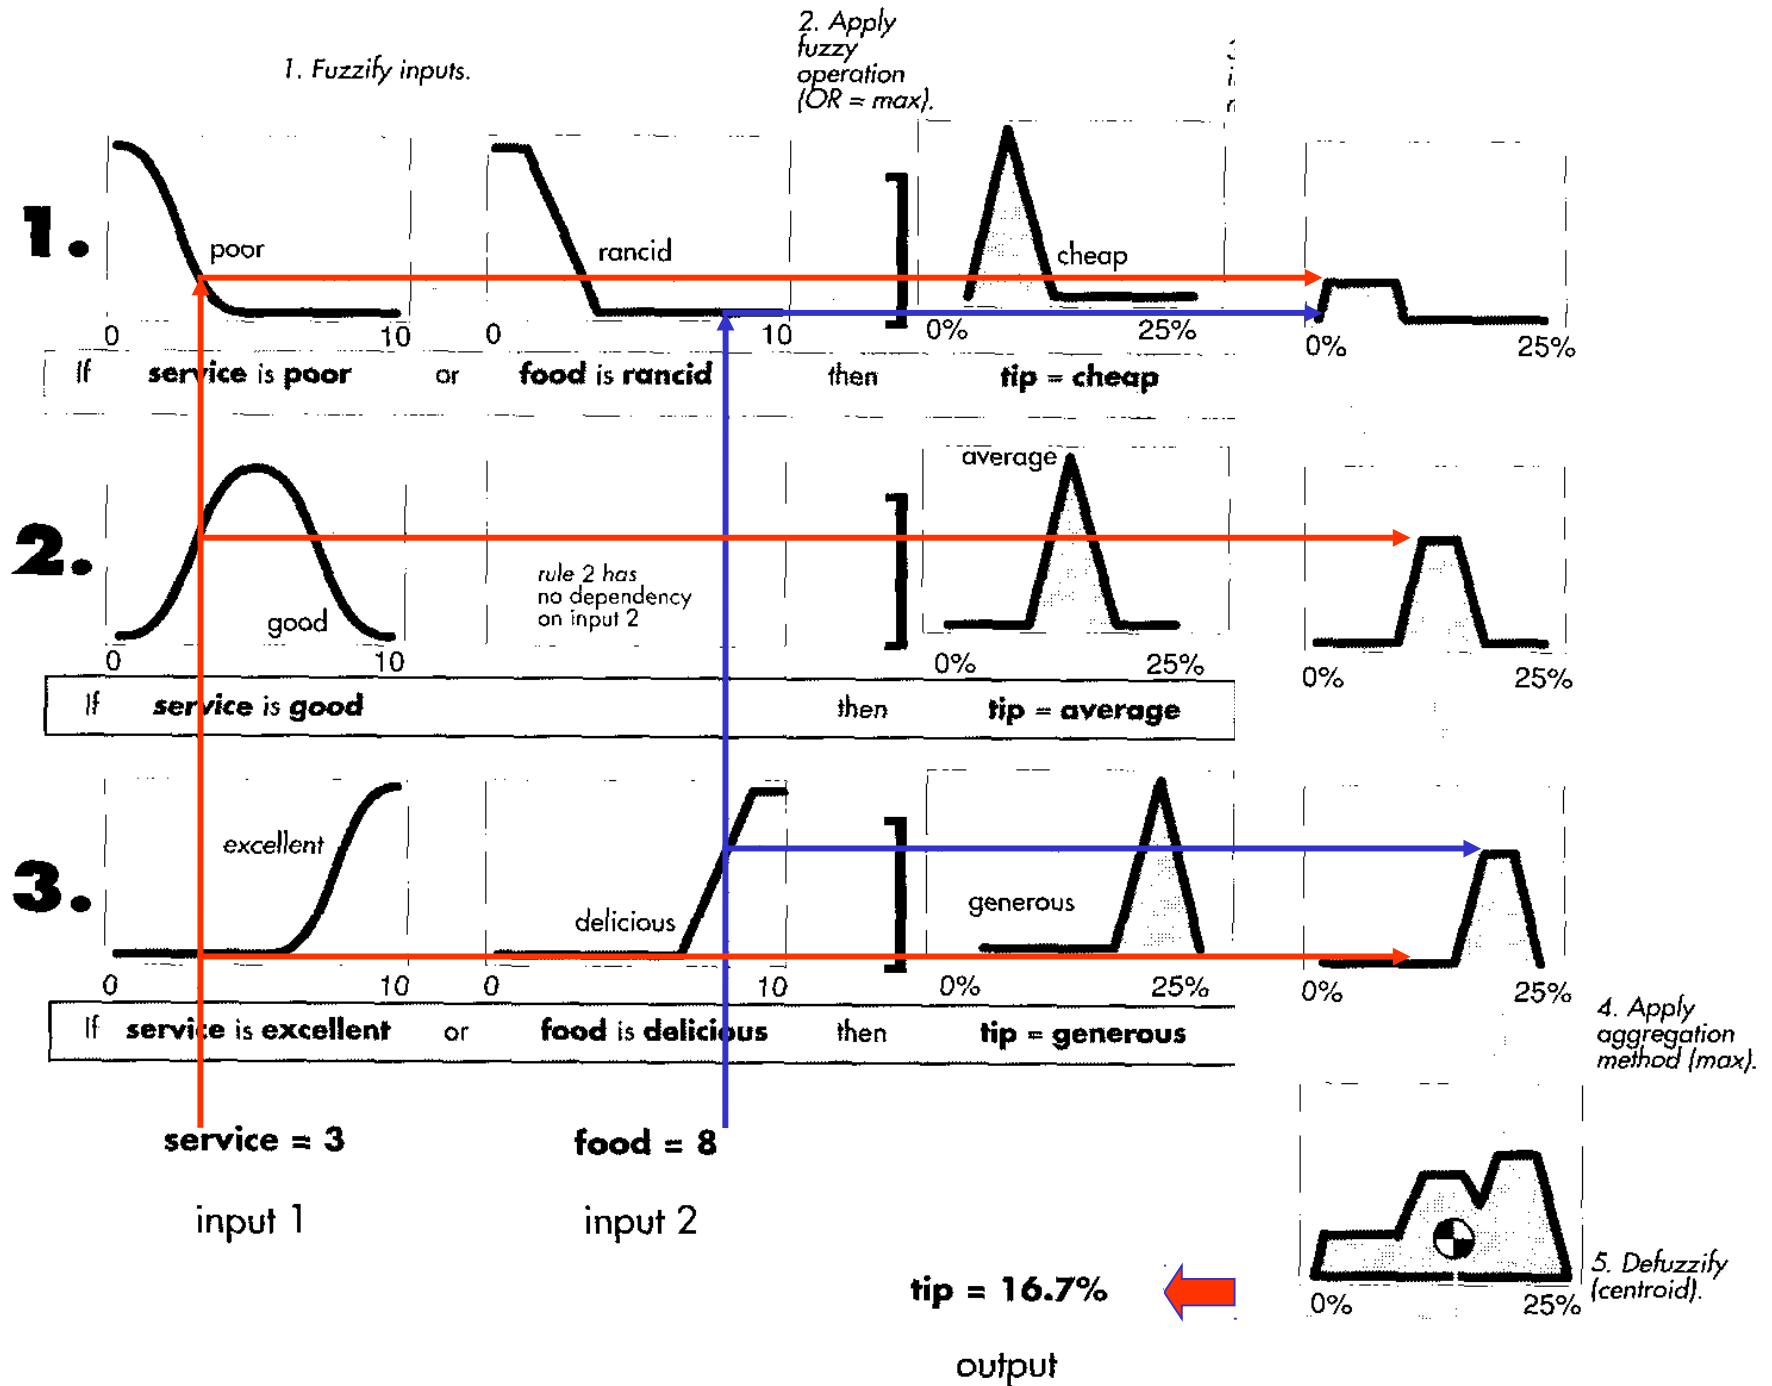 1. Fuzzify inputs.
2. Apply
fuzzy
operation
(OR = max).
1.
poor
rancid
cheap
0
10
0
10
0%
25%
0%
25%
If service is poor or food is rancid then tip = cheap
2.
good
rule 2 has
no dependency
on input 2
average
0
10
0%
25%
0%
25%
If service is good then tip = average
3.
excellent
delicious
generous
0
10
0
10
0%
25%
0%
25%
If service is excellent or food is delicious then tip = generous
4. Apply
aggregation
method (max).
service = 3
food = 8
input 1
input 2
5. Defuzzify
(centroid).
0%
25%
tip = 16.7%
output